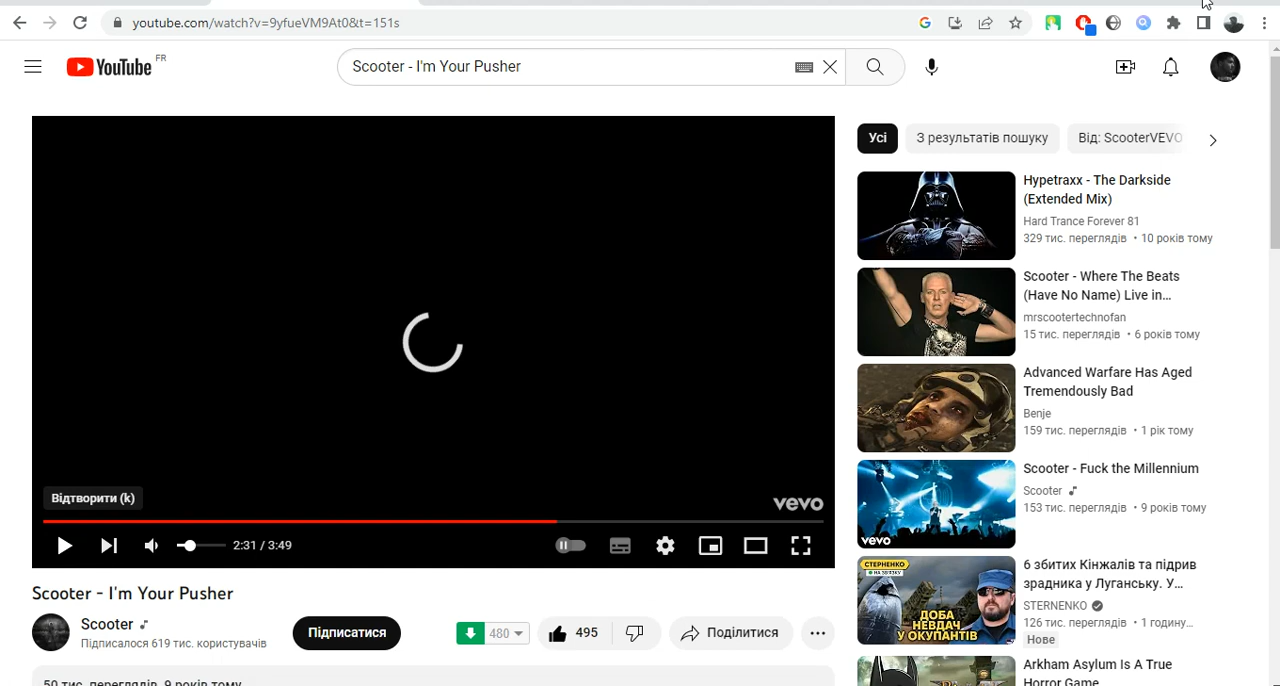 youtube.com/watch?v=9yfueVM9At0&t=151s
YouTube FR
Scooter - I'm Your Pusher
Усі
З результатів пошуку
Від: ScooterVEVO
Hypetraxx - The Darkside
(Extended Mix)
Hard Trance Forever 81
329 тис. переглядів • 10 років тому
Scooter - Where The Beats
(Have No Name) Live in...
mrscootertechnofan
15 тис. переглядів • 6 років тому
Advanced Warfare Has Aged
Tremendously Bad
Benje
159 тис. переглядів • 1 рік тому
Scooter - Fuck the Millennium
Scooter
153 тис. переглядів • 9 років тому
vevo
СТЕРНЕНКО
НА ЗВ'ЯЗКУ
ДОБА
НЕВДАЧ
У ОКУПАНТІВ
6 збитих Кінжалів та підрив
зрадника у Луганську. У...
STERNENKO
126 тис. переглядів • 1 годину...
Нове
Arkham Asylum Is A True
Horror Game
Відтворити (k)
vevo
2:31 / 3:49
Scooter - I'm Your Pusher
Scooter
Підписалося 619 тис. користувачів
Підписатися
480
495
Поділитися
50 тис. переглядів 9 років тому